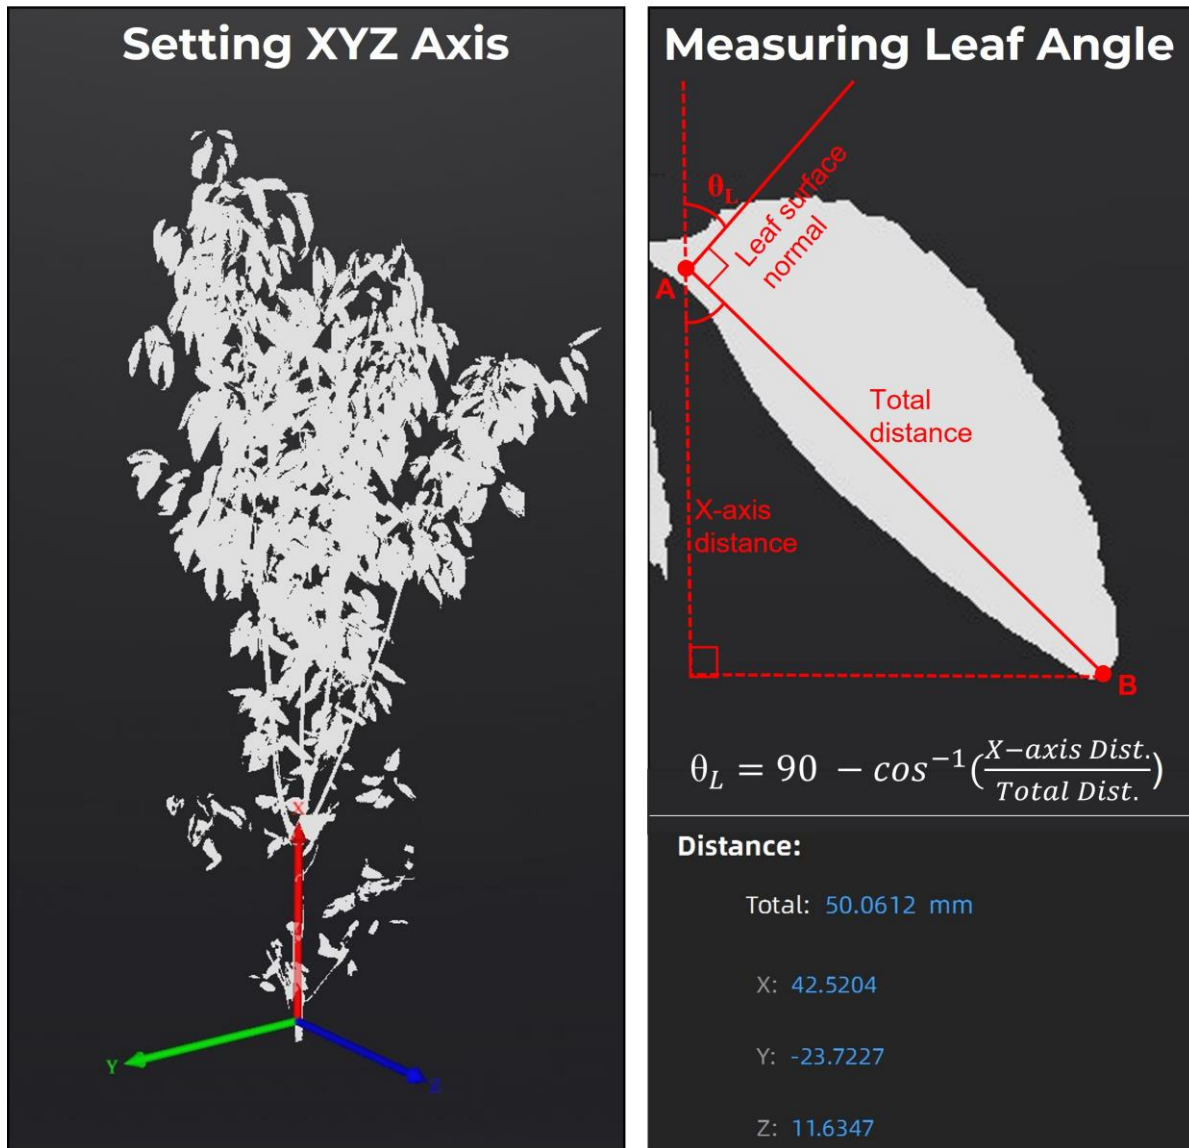 Setting XYZ Axis
X
Y
Z
Measuring Leaf Angle
θL
Leaf surface
normal
A
Total
distance
X-axis
distance
B
θL = 90 − cos⁻¹(X−axis Dist./Total Dist.)
Distance:
Total: 50.0612 mm
X: 42.5204
Y: -23.7227
Z: 11.6347